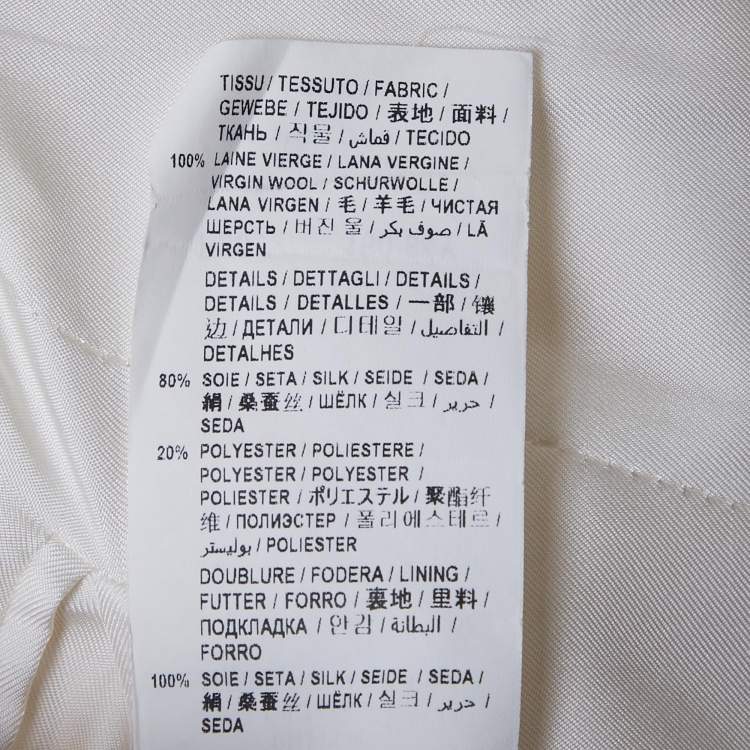 TISSU / TESSUTO / FABRIC /
GEWEBE / TEJIDO / 表地 / 面料 /
ТКАНЬ / 직물 / قماش / TECIDO
100% LAINE VIERGE / LANA VERGINE /
VIRGIN WOOL / SCHURWOLLE /
LANA VIRGEN / 毛 / 羊毛 / ЧИСТАЯ
ШЕРСТЬ / 버진 울 / صوف بكر / LÃ
VIRGEN
DETAILS / DETTAGLI / DETAILS /
DETAILS / DETALLES / 一部 / 镶
边 / ДЕТАЛИ / 디테일 / التفاصيل /
DETALHES
80% SOIE / SETA / SILK / SEIDE / SEDA /
絹 / 桑蚕丝 / ШЁЛК / 실크 / حرير /
SEDA
20% POLYESTER / POLIESTERE /
POLYESTER / POLYESTER /
POLIESTER / ポリエステル / 聚酯纤
维 / ПОЛИЭСТЕР / 폴리에스테르 /
بوليستر / POLIESTER
DOUBLURE / FODERA / LINING /
FUTTER / FORRO / 裏地 / 里料 /
ПОДКЛАДКА / 안감 / البطانة /
FORRO
100% SOIE / SETA / SILK / SEIDE / SEDA /
絹 / 桑蚕丝 / ШЁЛК / 실크 / حرير /
SEDA